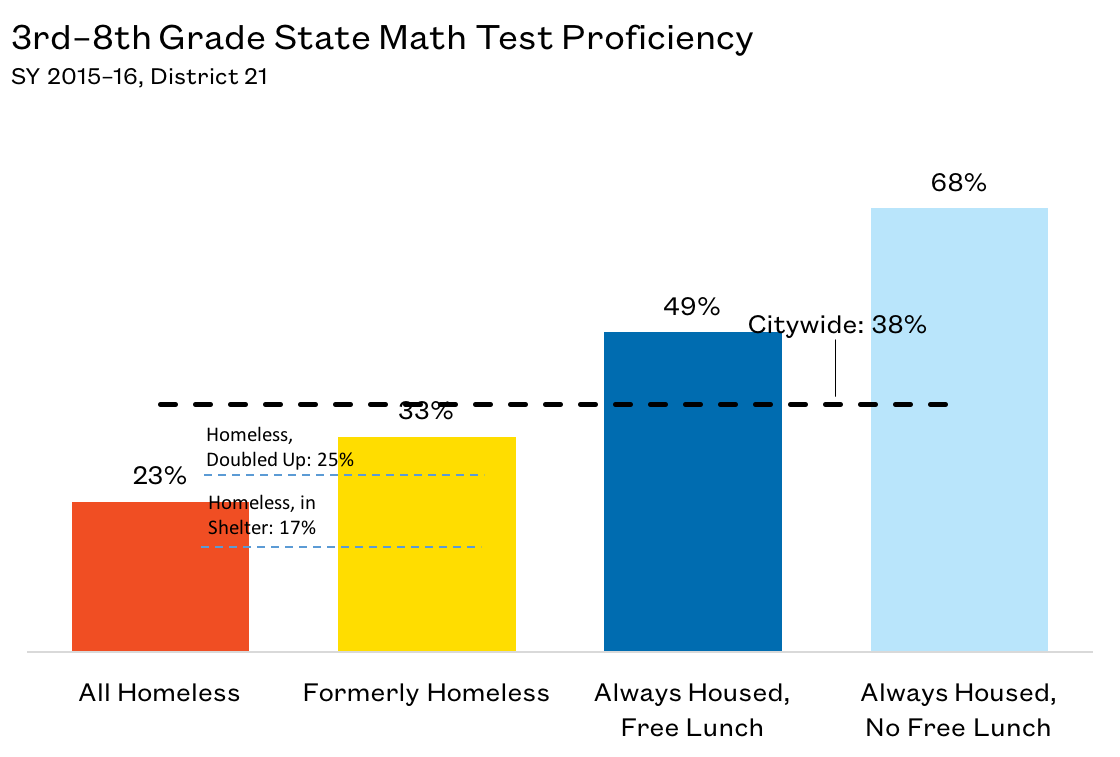 3rd–8th Grade State Math Test Proficiency
SY 2015–16, District 21
68%
49%
Citywide: 38%
33%
Homeless,
Doubled Up: 25%
23%
Homeless, in
Shelter: 17%
All Homeless
Formerly Homeless
Always Housed,
Free Lunch
Always Housed,
No Free Lunch